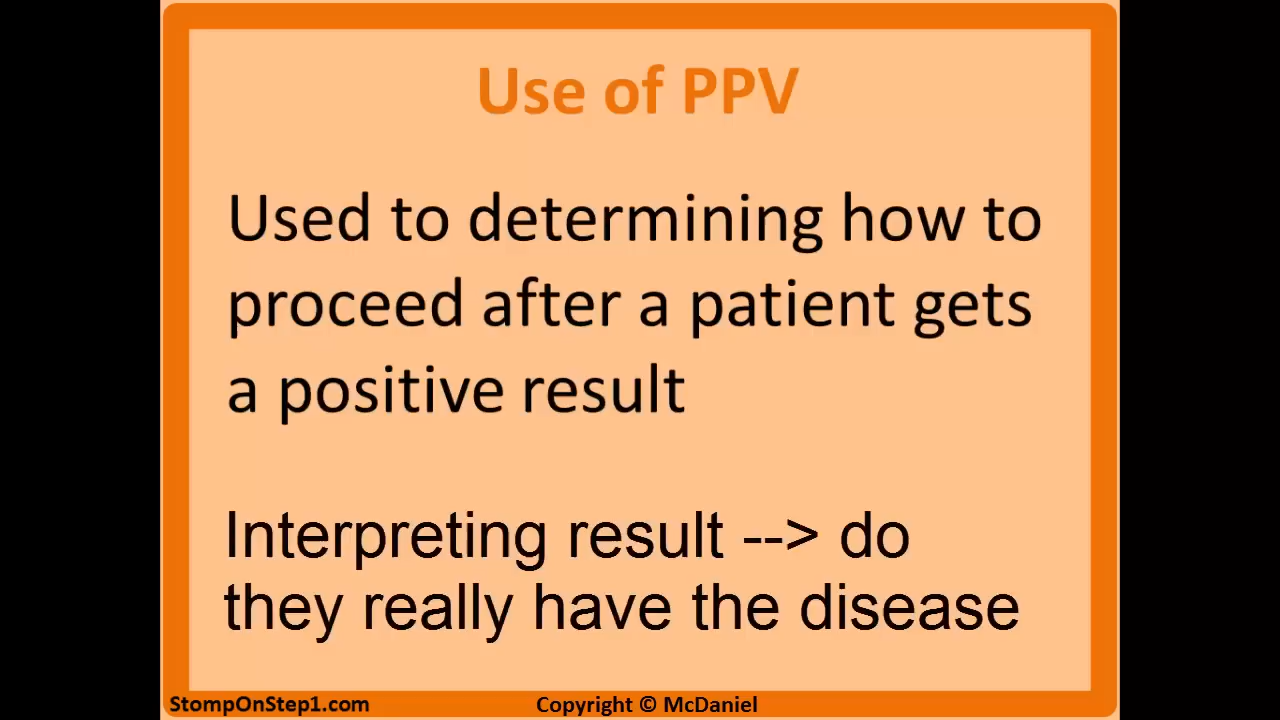 Use of PPV
Used to determining how to
proceed after a patient gets
a positive result
Interpreting result --> do
they really have the disease
StompOnStep1.com
Copyright © McDaniel